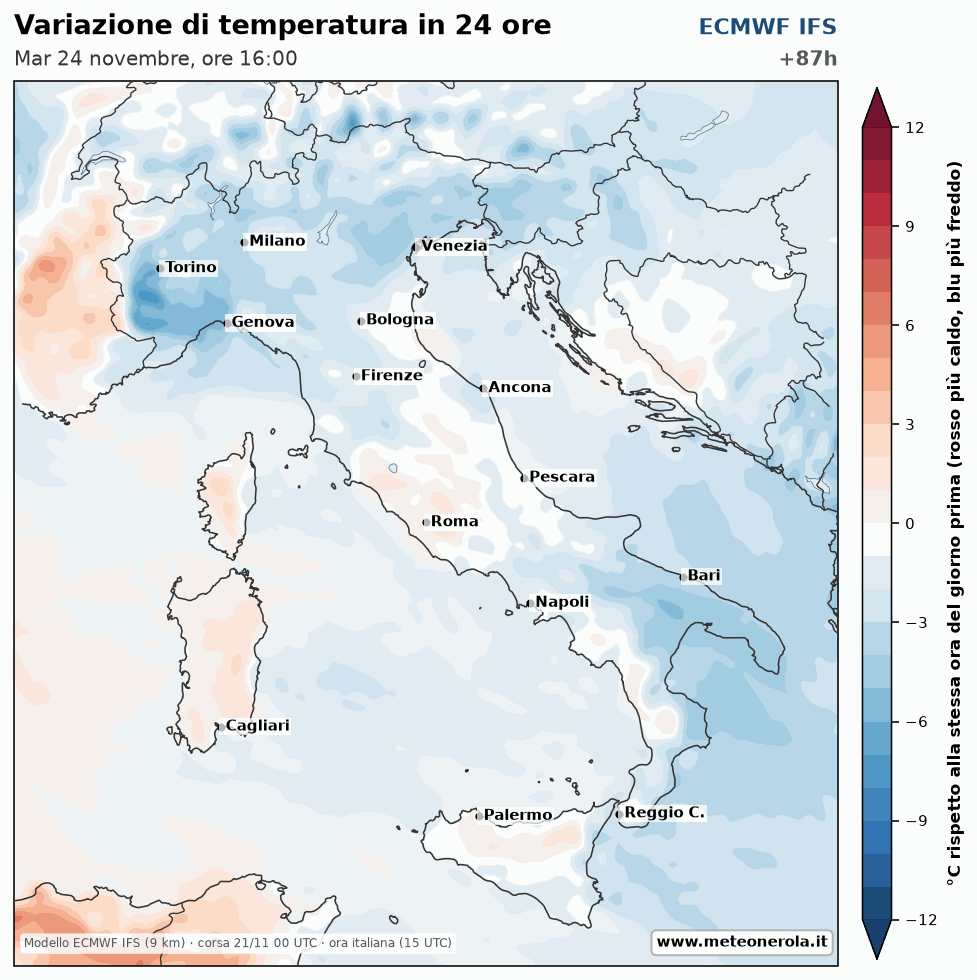 Variazione di temperatura in 24 ore
ECMWF IFS
Mar 24 novembre, ore 16:00
+87h
Milano
Venezia
Torino
Genova
Bologna
Firenze
Ancona
Pescara
Roma
Bari
Napoli
Cagliari
Palermo
Reggio C.
12
9
6
3
0
−3
−6
−9
−12
°C rispetto alla stessa ora del giorno prima (rosso più caldo, blu più freddo)
Modello ECMWF IFS (9 km) · corsa 21/11 00 UTC · ora italiana (15 UTC)
www.meteonerola.it